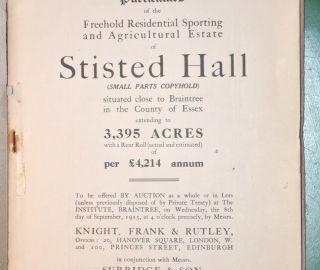 Particulars
of the
Freehold Residential Sporting
and Agricultural Estate
of
Stisted Hall
(SMALL PARTS COPYHOLD)
situated close to Braintree
in the County of Essex
extending to
3,395 ACRES
with a Rent Roll (actual and estimated)
of
per £4,214 annum
To be offered BY AUCTION as a whole or in Lots
(unless previously disposed of by Private Treaty) at The
INSTITUTE, BRAINTREE, on Wednesday, the 8th
day of September, 1925, at 4 o'clock precisely, by Messrs.
KNIGHT, FRANK & RUTLEY,
OFFICES: 20, HANOVER SQUARE, LONDON, W.
and 100, PRINCES STREET, EDINBURGH
in conjunction with Messrs.
SURRIDGE & SON